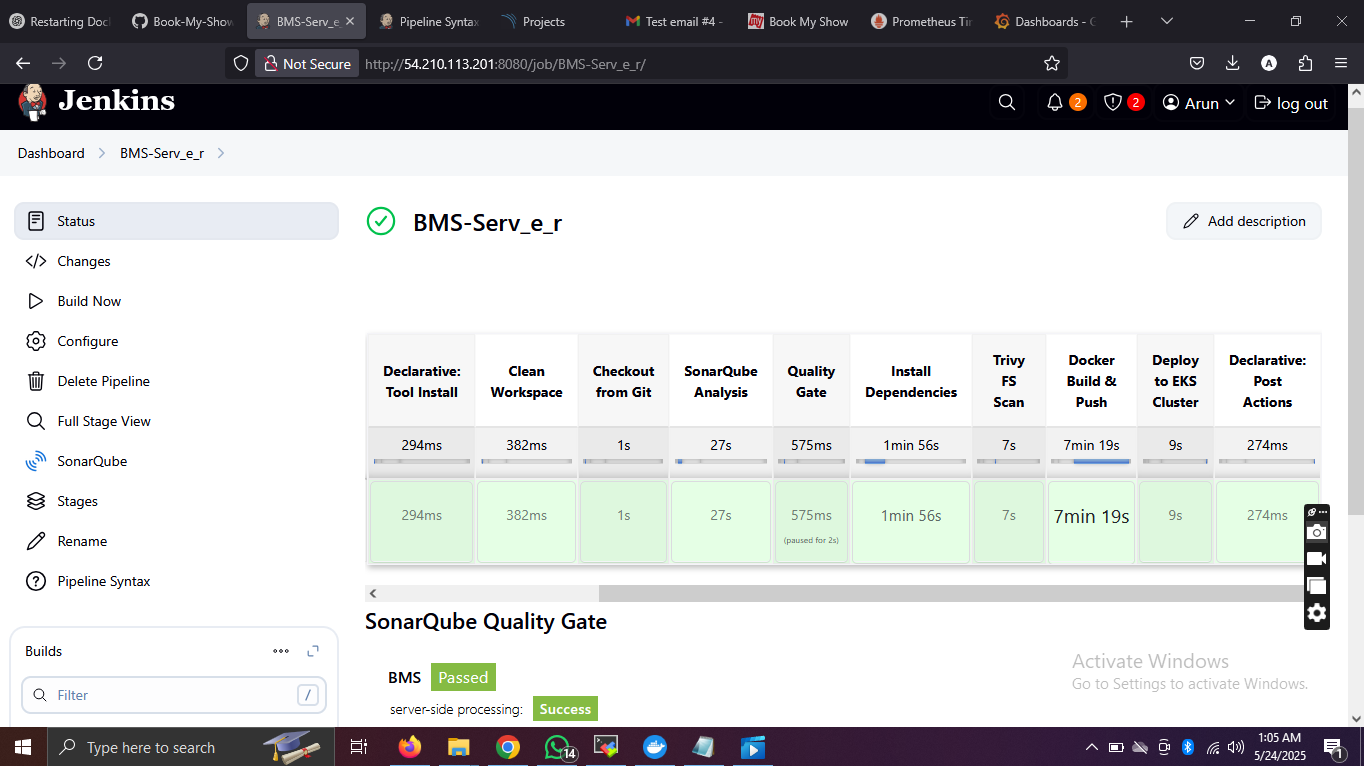 Restarting Doc
Book-My-Show
BMS-Serv_e_
Pipeline Syntax
Projects
Test email #4 -
Book My Show
Prometheus Tim
Dashboards - G
Not Secure
http://54.210.113.201:8080/job/BMS-Serv_e_r/
A
Jenkins
2
2
Arun
log out
Dashboard
BMS-Serv_e_r
Status
Changes
Build Now
Configure
Delete Pipeline
Full Stage View
SonarQube
Stages
Rename
Pipeline Syntax
Builds
Filter
/
BMS-Serv_e_r
Add description
Declarative: Tool Install
Clean Workspace
Checkout from Git
SonarQube Analysis
Quality Gate
Install Dependencies
Trivy FS Scan
Docker Build & Push
Deploy to EKS Cluster
Declarative: Post Actions
294ms 382ms 1s 27s 575ms 1min 56s 7s 7min 19s 9s 274ms
294ms 382ms 1s 27s 575ms 1min 56s 7s 7min 19s 9s 274ms
(paused for 2s)
SonarQube Quality Gate
BMS Passed
server-side processing: Success
Activate Windows
Go to Settings to activate Windows.
Type here to search
14
1:05 AM
5/24/2025
1